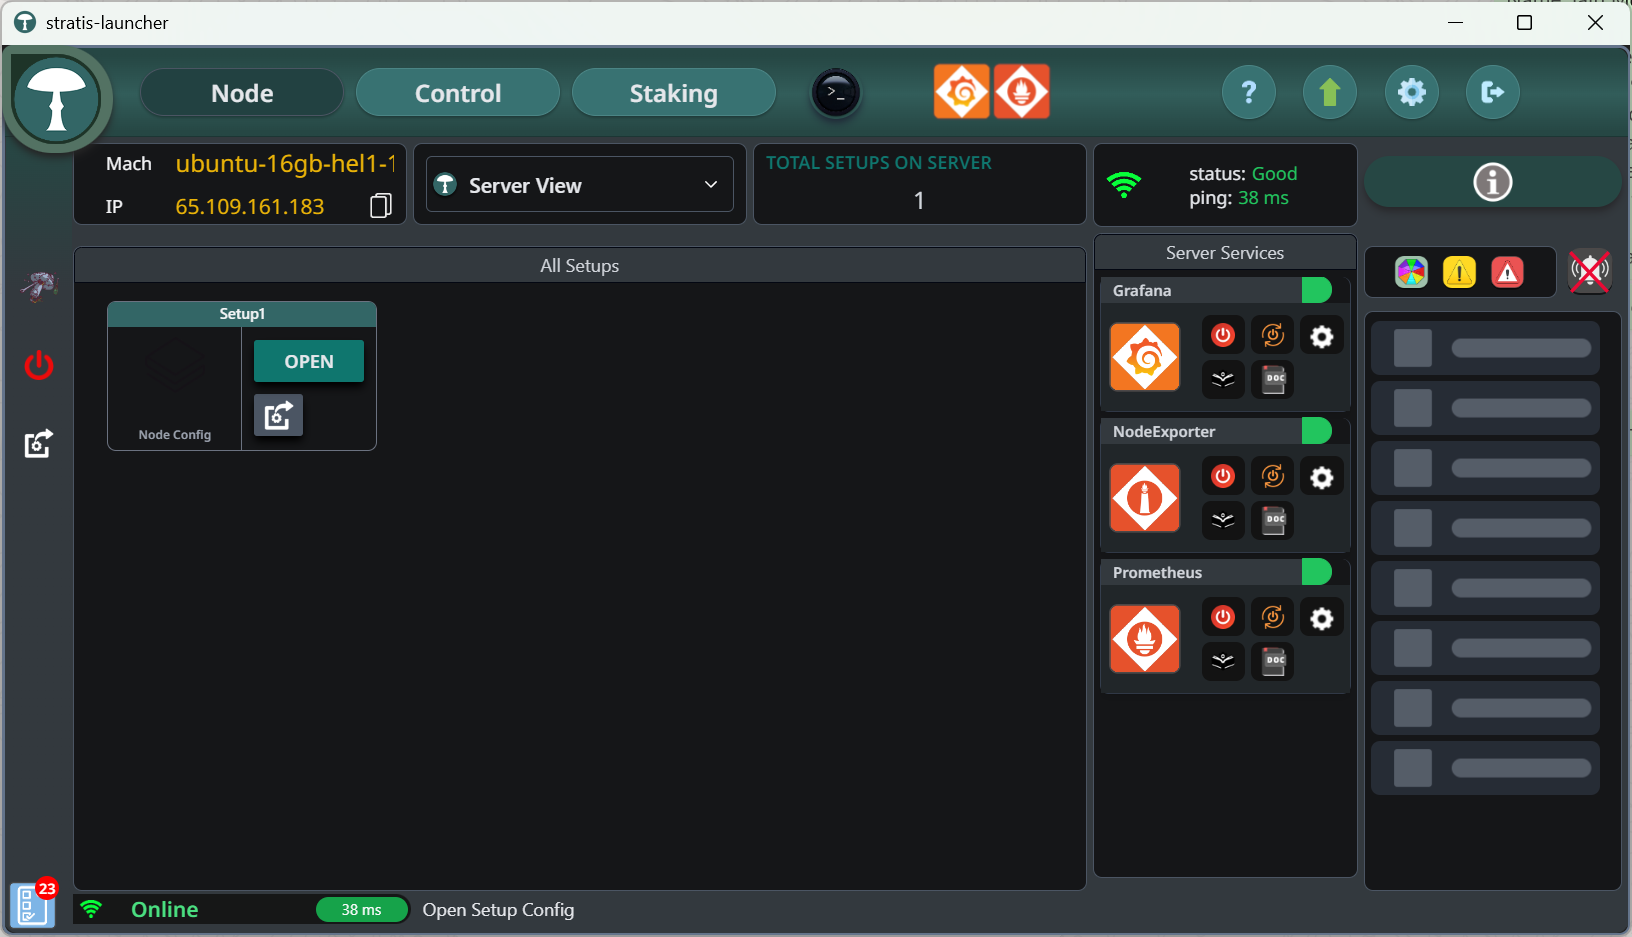 stratis-launcher
Node
Control
Staking
>_
?
Mach
ubuntu-16gb-hel1-1
IP
65.109.161.183
Server View
TOTAL SETUPS ON SERVER
1
status: Good
ping: 38 ms
All Setups
Server Services
Setup1
OPEN
Node Config
Grafana
DOC
NodeExporter
DOC
Prometheus
DOC
23
Online
38 ms
Open Setup Config